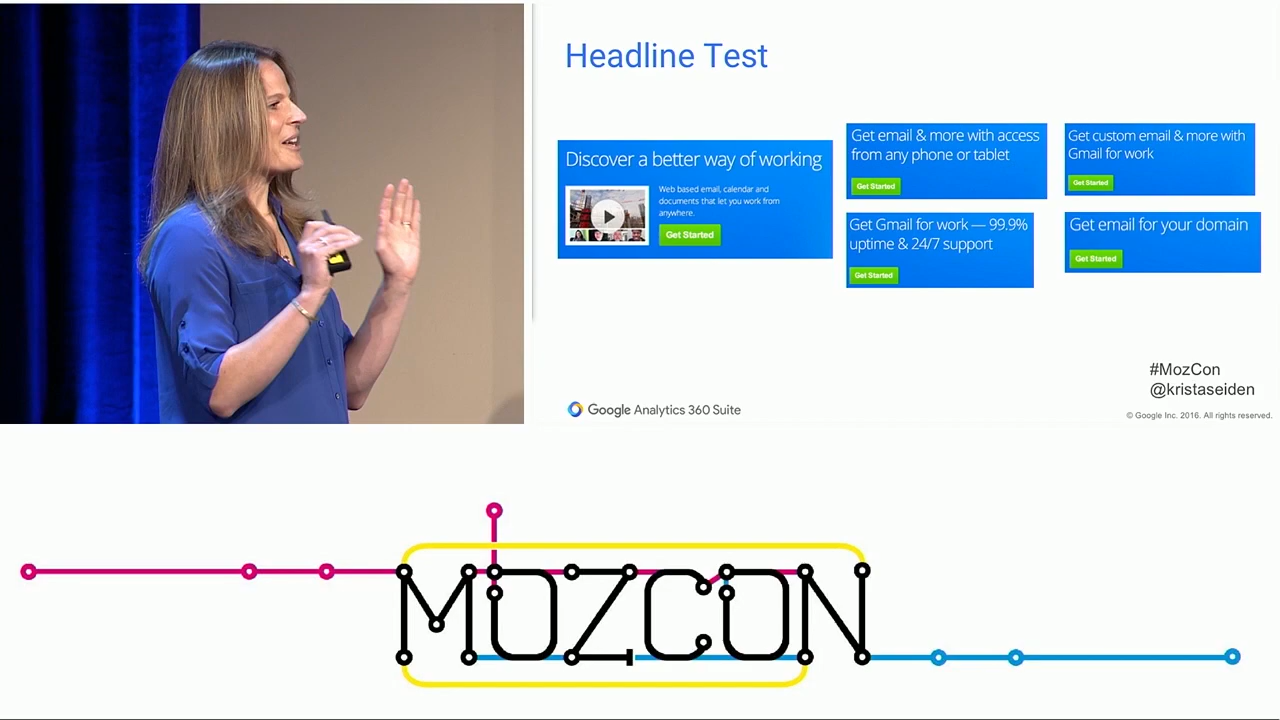 Headline Test
Discover a better way of working
Web based email, calendar and
documents that let you work from
anywhere.
Get Started
Get email & more with access
from any phone or tablet
Get Started
Get custom email & more with
Gmail for work
Get Started
Get Gmail for work — 99.9%
uptime & 24/7 support
Get Started
Get email for your domain
Get Started
#MozCon
@kristaseiden
Google Analytics 360 Suite
© Google Inc. 2016. All rights reserved.
MOZCON